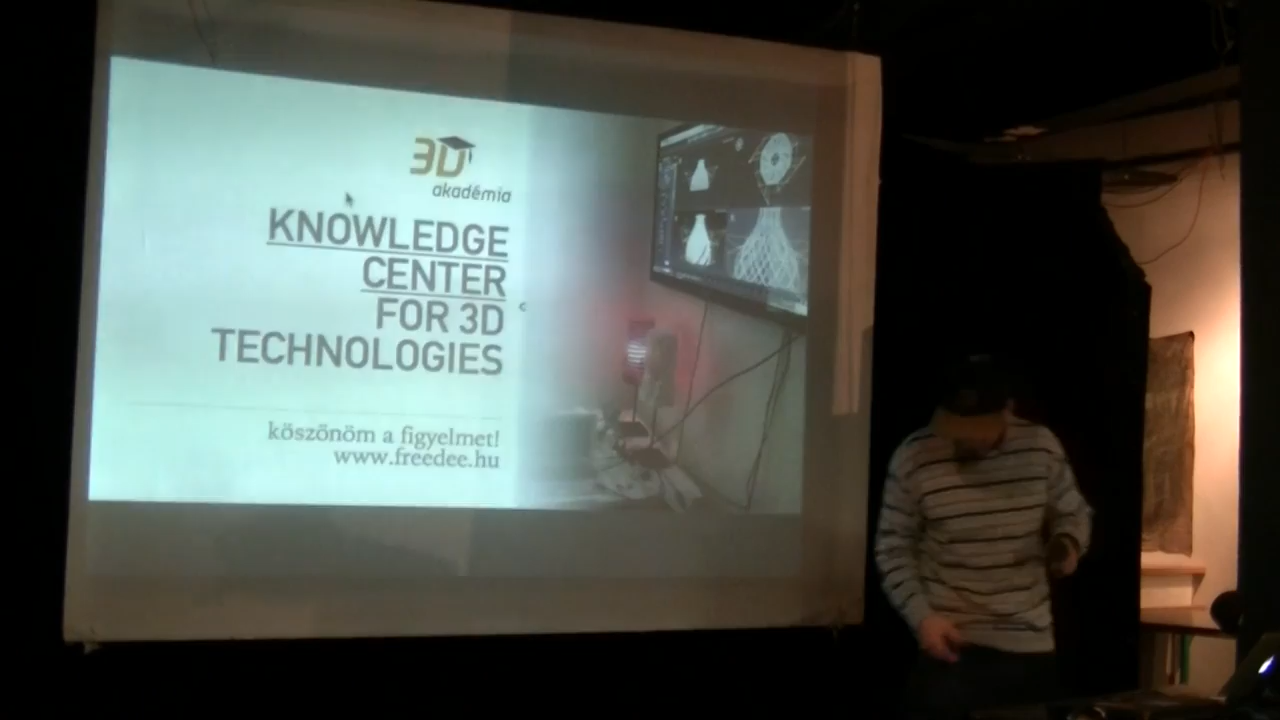 3D
akadémia
KNOWLEDGE
CENTER
FOR 3D
TECHNOLOGIES
köszönöm a figyelmet!
www.freedee.hu